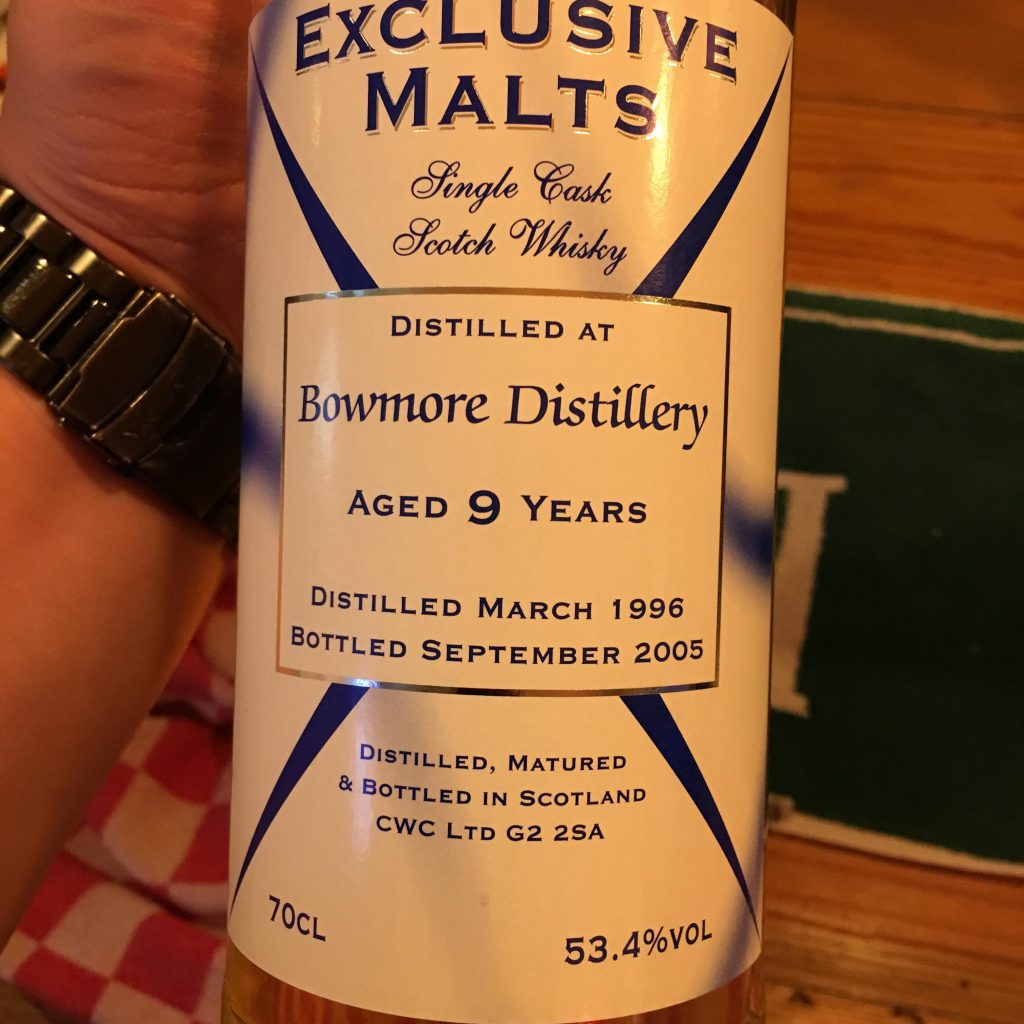 EXCLUSIVE
MALTS
Single Cask
Scotch Whisky
DISTILLED AT
Bowmore Distillery
AGED 9 YEARS
DISTILLED MARCH 1996
BOTTLED SEPTEMBER 2005
DISTILLED, MATURED
& BOTTLED IN SCOTLAND
CWC LTD G2 2SA
70CL
53.4%VOL